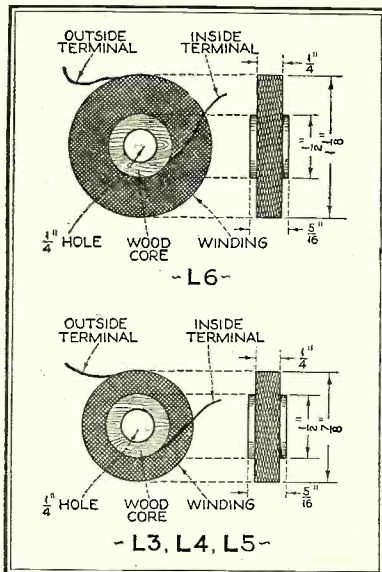 OUTSIDE
TERMINAL
INSIDE
TERMINAL
1/4"
1/2"
1 1/8"
5/16"
1/4" HOLE
WOOD
CORE
WINDING
~L6~
OUTSIDE
TERMINAL
INSIDE
TERMINAL
1/4"
1/2"
7/8"
5/16"
1/4" HOLE
WOOD
CORE
WINDING
~ L3, L4, L5 ~